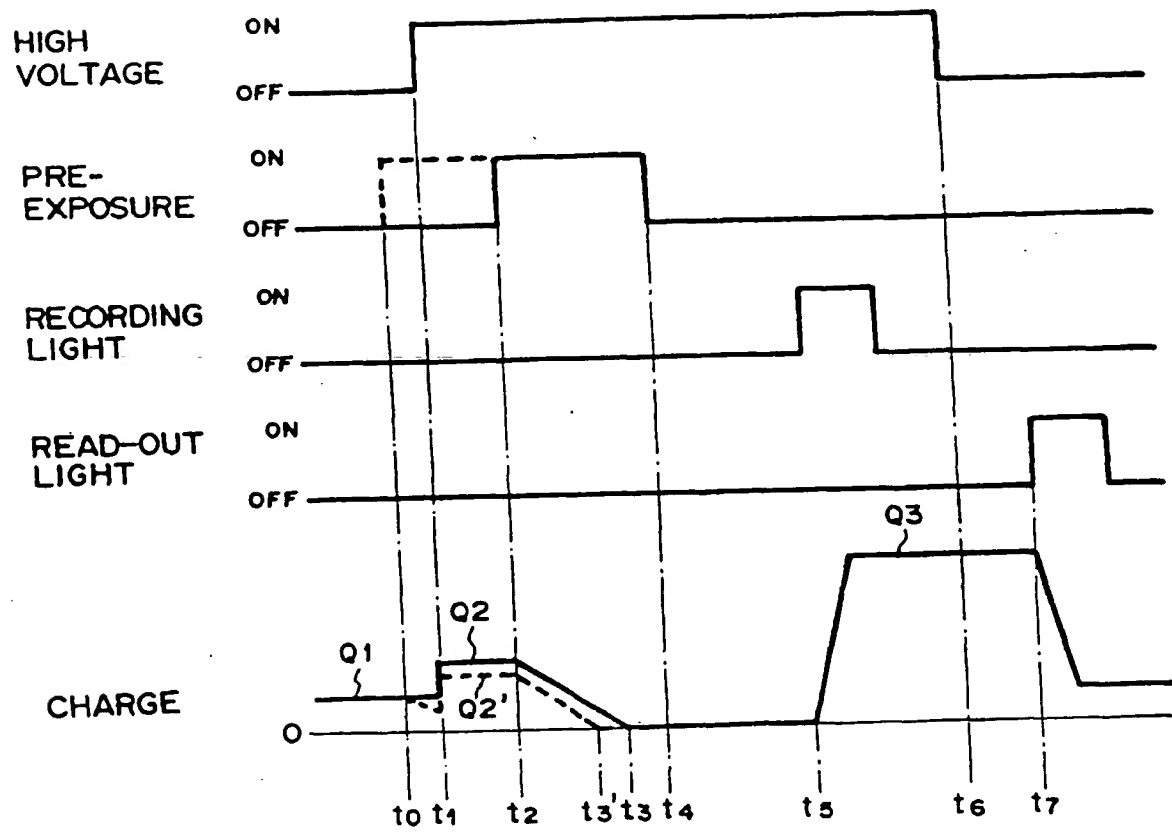 HIGH
VOLTAGE
ON
OFF
PRE-
EXPOSURE
ON
OFF
RECORDING
LIGHT
ON
OFF
READ-OUT
LIGHT
ON
OFF
CHARGE
Q1
Q2
Q2'
Q3
0
t0 t1 t2 t3' t3 t4 t5 t6 t7